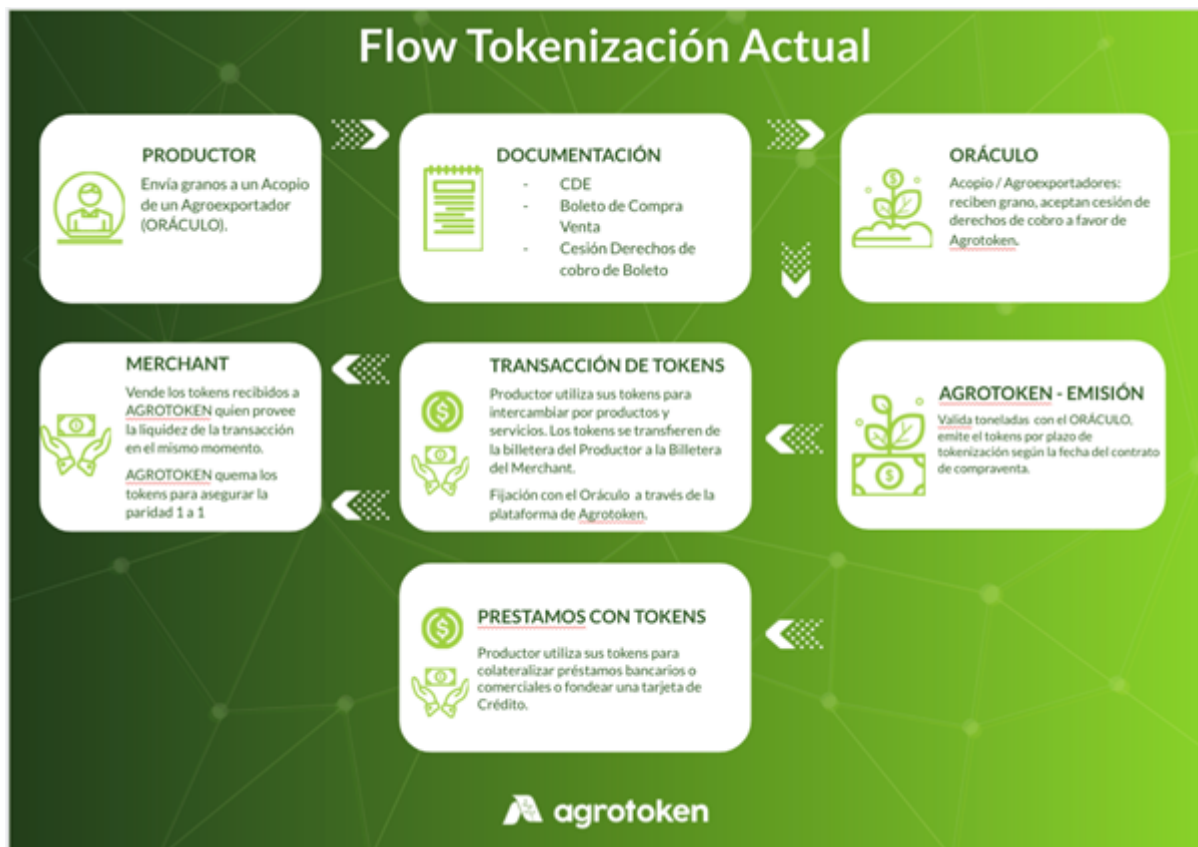 Flow Tokenización Actual
PRODUCTOR
Envía granos a un Acopio
de un Agroexportador
(ORÁCULO).
DOCUMENTACIÓN
- CDE
- Boleto de Compra
Venta
- Cesión Derechos de
cobro de Boleto
ORÁCULO
Acopio / Agroexportadores:
reciben grano, aceptan cesión de
derechos de cobro a favor de
Agrotoken.
MERCHANT
Vende los tokens recibidos a
AGROTOKEN quien provee
la liquidez de la transacción
en el mismo momento.
AGROTOKEN quema los
tokens para asegurar la
paridad 1 a 1
TRANSACCIÓN DE TOKENS
Productor utiliza sus tokens para
intercambiar por productos y
servicios. Los tokens se transfieren de
la billetera del Productor a la Billetera
del Merchant.
Fijación con el Oráculo a través de la
plataforma de Agrotoken.
AGROTOKEN - EMISIÓN
Valida toneladas con el ORÁCULO,
emite el tokens por plazo de
tokenización según la fecha del contrato
de compraventa.
PRESTAMOS CON TOKENS
Productor utiliza sus tokens para
colateralizar préstamos bancarios o
comerciales o fondear una tarjeta de
Crédito.
agrotoken